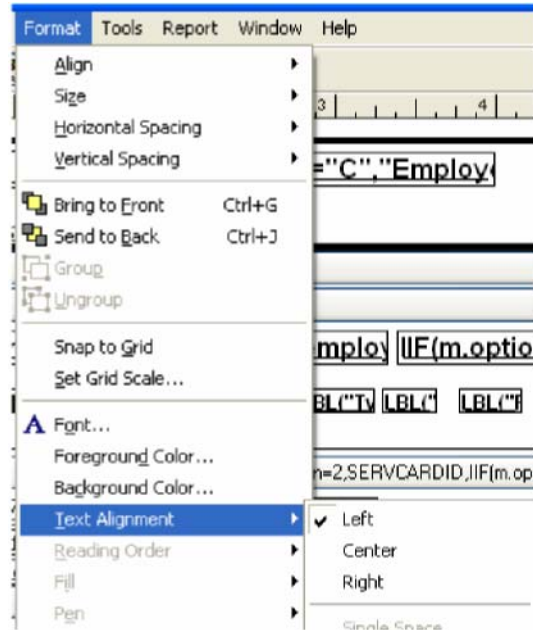 Format Tools Report Window Help
Align
Size
Horizontal Spacing
Vertical Spacing
Bring to Front Ctrl+G
Send to Back Ctrl+J
Group
Ungroup
Snap to Grid
Set Grid Scale...
Font...
Foreground Color...
Background Color...
Text Alignment
Reading Order
Fill
Pen
Left
Center
Right
Single Space
3 4
="C","Employ
mploy IIF(m.optio
BL("Ty LBL(" LBL("F
n=2,SERVCARDID,IIF(m.op